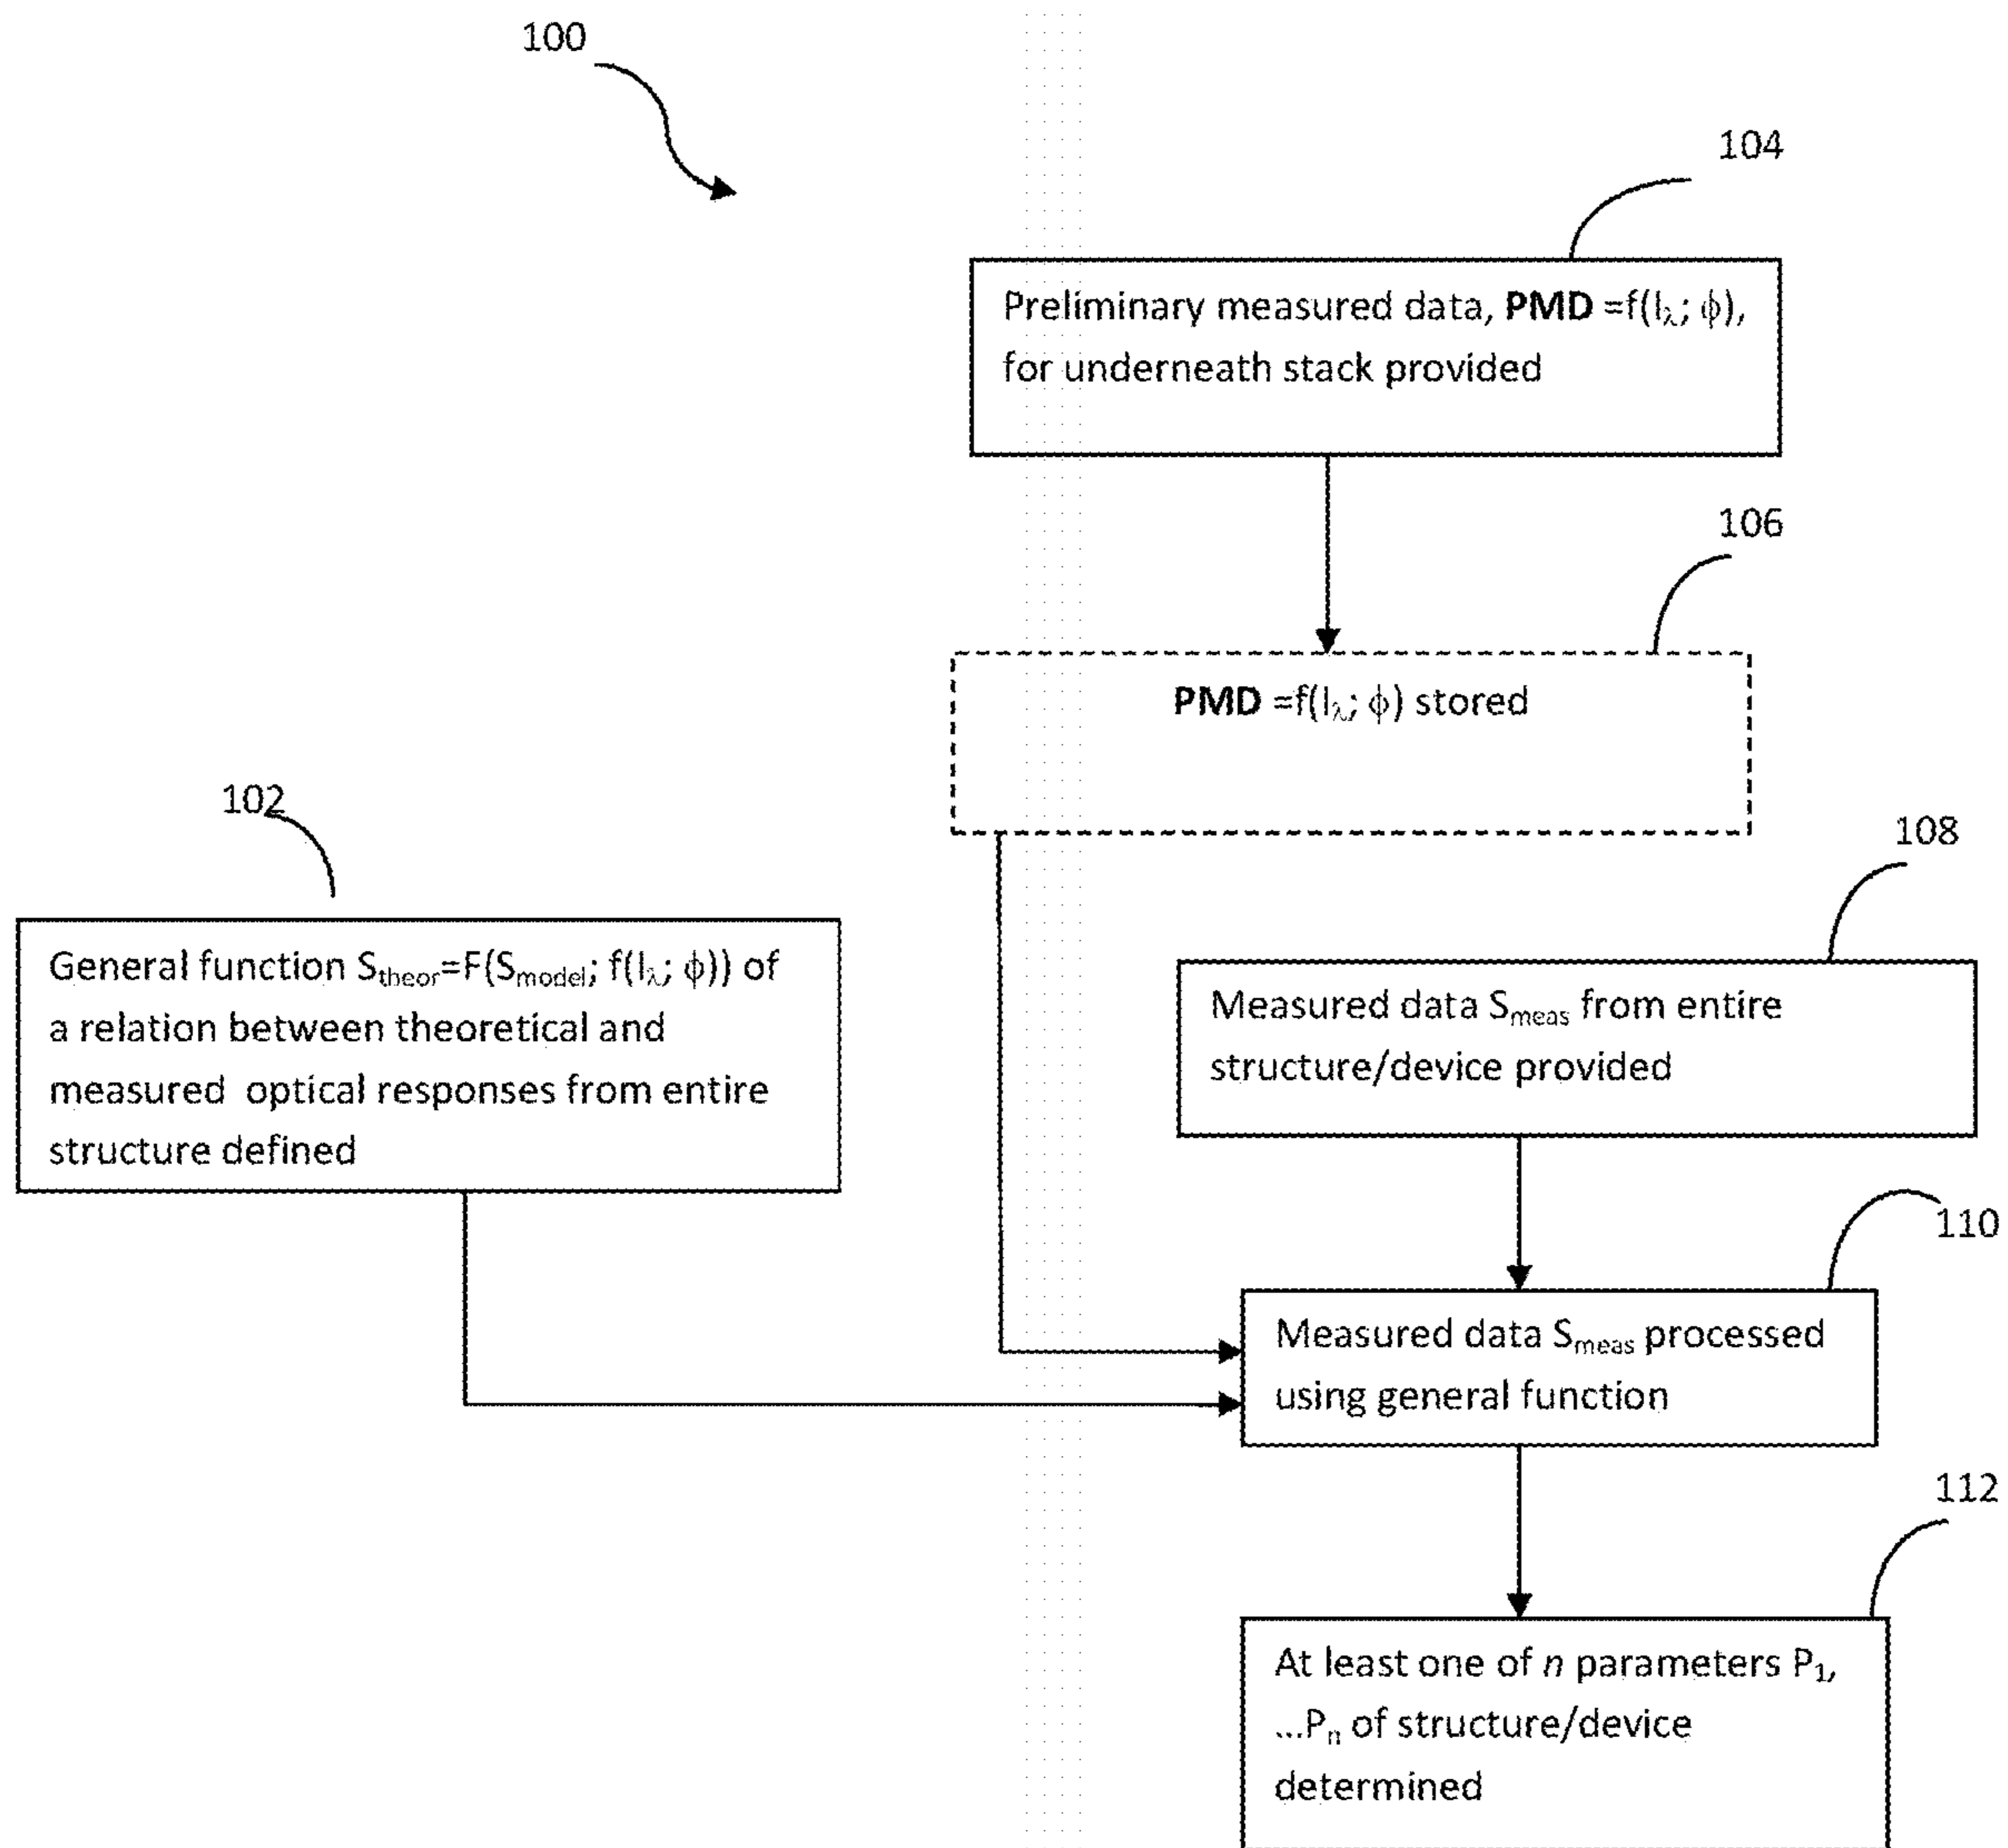 100
104
Preliminary measured data, PMD =f(Iλ; ϕ),
for underneath stack provided
106
PMD =f(Iλ; ϕ) stored
102
108
General function Stheor=F(Smodel; f(Iλ; ϕ)) of
a relation between theoretical and
measured optical responses from entire
structure defined
Measured data Smeas from entire
structure/device provided
110
Measured data Smeas processed
using general function
112
At least one of n parameters P1,
...Pn of structure/device
determined